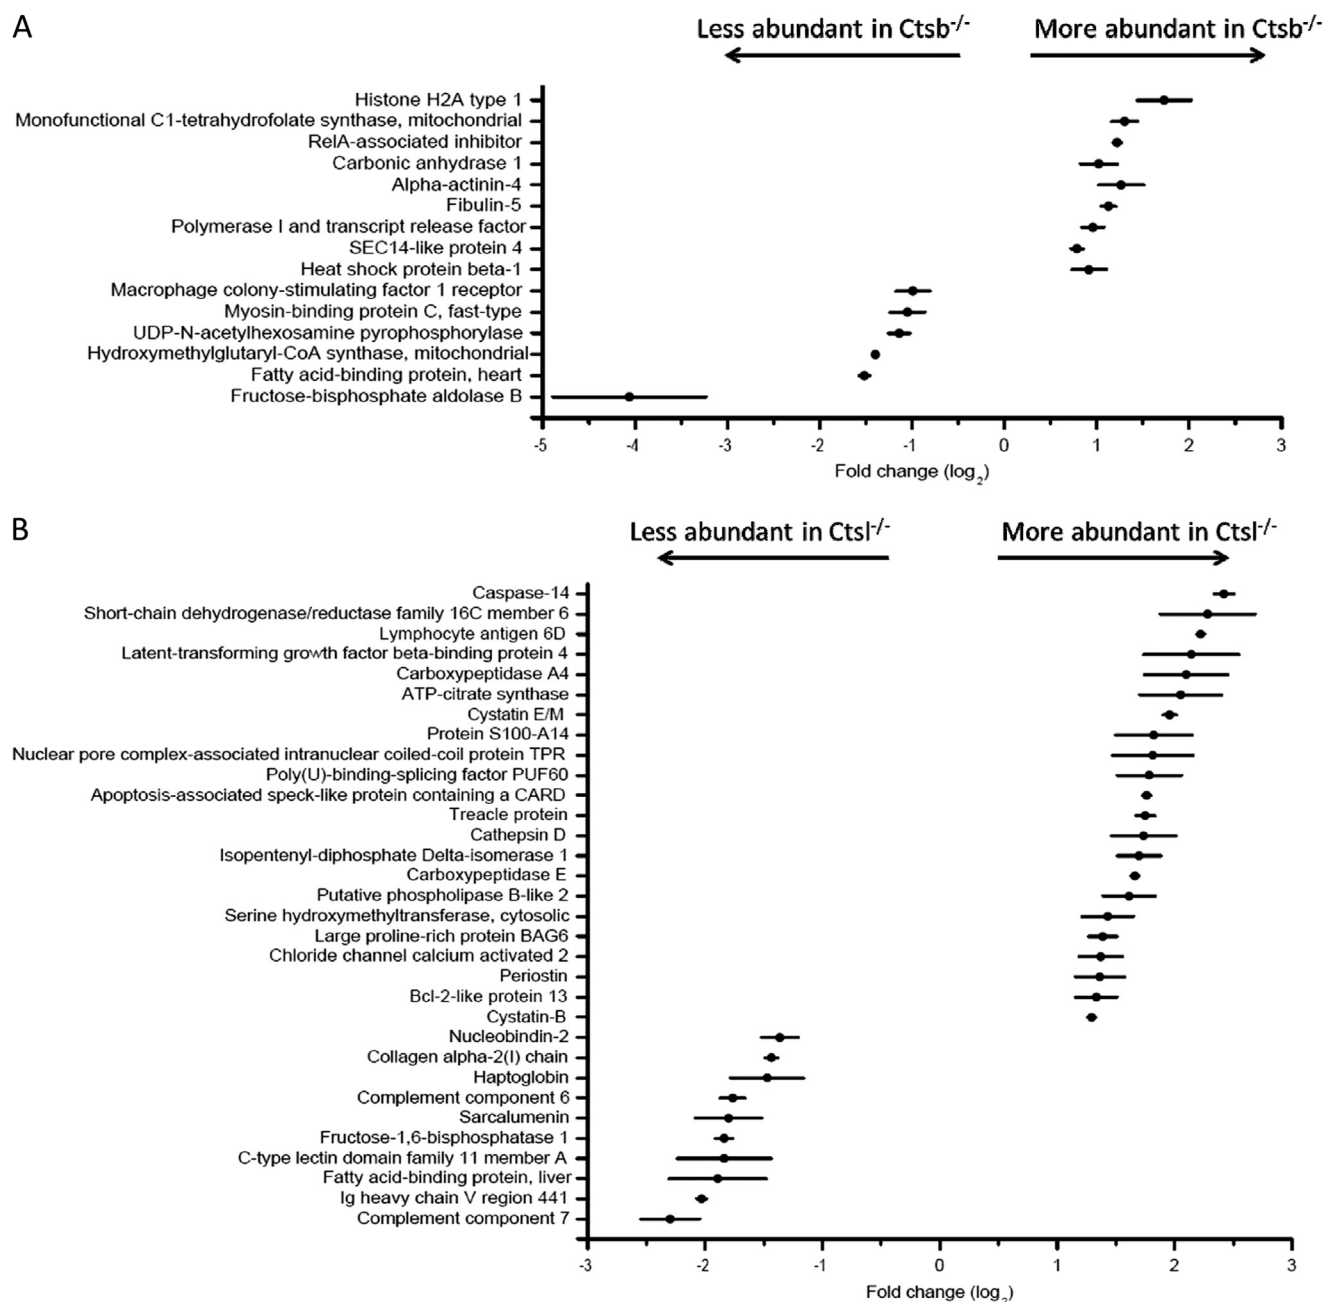 A
Less abundant in Ctsb-/-
More abundant in Ctsb-/-
Histone H2A type 1
Monofunctional C1-tetrahydrofolate synthase, mitochondrial
RelA-associated inhibitor
Carbonic anhydrase 1
Alpha-actinin-4
Fibulin-5
Polymerase I and transcript release factor
SEC14-like protein 4
Heat shock protein beta-1
Macrophage colony-stimulating factor 1 receptor
Myosin-binding protein C, fast-type
UDP-N-acetylhexosamine pyrophosphorylase
Hydroxymethylglutaryl-CoA synthase, mitochondrial
Fatty acid-binding protein, heart
Fructose-bisphosphate aldolase B
-5 -4 -3 -2 -1 0 1 2 3
Fold change (log2)
B
Less abundant in Ctsl-/-
More abundant in Ctsl-/-
Caspase-14
Short-chain dehydrogenase/reductase family 16C member 6
Lymphocyte antigen 6D
Latent-transforming growth factor beta-binding protein 4
Carboxypeptidase A4
ATP-citrate synthase
Cystatin E/M
Protein S100-A14
Nuclear pore complex-associated intranuclear coiled-coil protein TPR
Poly(U)-binding-splicing factor PUF60
Apoptosis-associated speck-like protein containing a CARD
Treacle protein
Cathepsin D
Isopentenyl-diphosphate Delta-isomerase 1
Carboxypeptidase E
Putative phospholipase B-like 2
Serine hydroxymethyltransferase, cytosolic
Large proline-rich protein BAG6
Chloride channel calcium activated 2
Periostin
Bcl-2-like protein 13
Cystatin-B
Nucleobindin-2
Collagen alpha-2(I) chain
Haptoglobin
Complement component 6
Sarcalumenin
Fructose-1,6-bisphosphatase 1
C-type lectin domain family 11 member A
Fatty acid-binding protein, liver
Ig heavy chain V region 441
Complement component 7
-3 -2 -1 0 1 2 3
Fold change (log2)